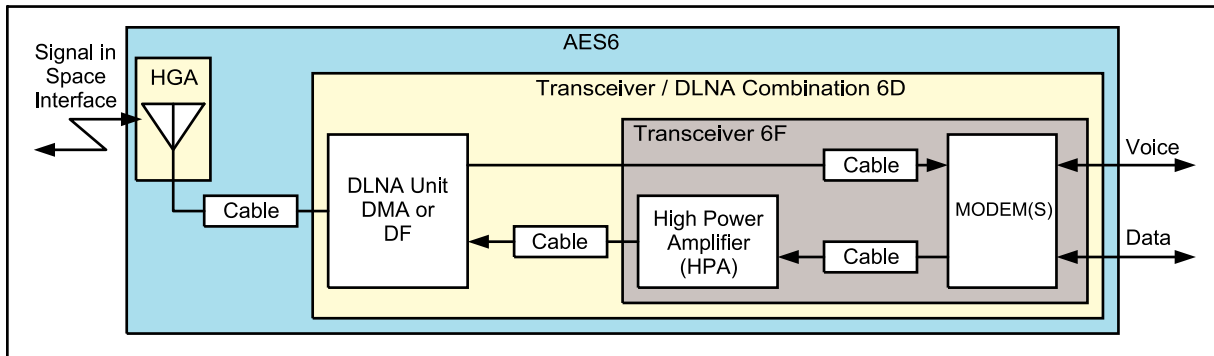 AES6
Signal in
Space
Interface
HGA
Transceiver / DLNA Combination 6D
Transceiver 6F
Cable
Voice
DLNA Unit
DMA or
DF
Cable
High Power
Amplifier
(HPA)
MODEM(S)
Cable
Cable
Data